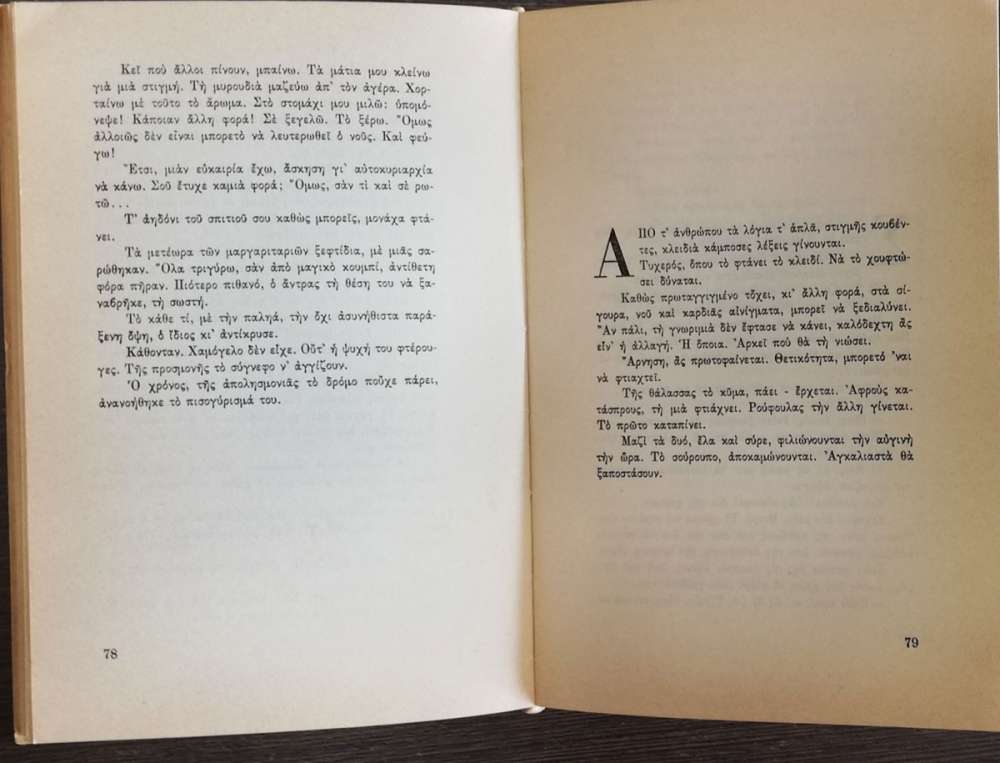 Κεῖ ποὺ ἄλλοι πίνουν, μπαίνω. Τὰ μάτια μου κλείνω
γιὰ μιὰ στιγμή. Τὴ μυρουδιὰ μαζεύω ἀπ' τὸν ἀγέρα. Χορ-
ταίνω μὲ τοῦτο τὸ ἄρωμα. Στὸ στομάχι μου μιλῶ: ὑπομό-
νεψε! Κάποιαν ἄλλη φορά! Σὲ ξεγελῶ. Τὸ ξέρω. Ὅμως
ἀλλοιῶς δὲν εἶναι μπορετὸ νὰ λευτερωθεῖ ὁ νοῦς. Καὶ φεύ-
γω!
Ἔτσι, μιὰν εὐκαιρία ἔχω, ἄσκηση γι' αὐτοκυριαρχία
νὰ κάνω. Σοῦ ἔτυχε καμιὰ φορά; Ὅμως, σὰν τὶ καὶ σὲ ρω-
τῶ...
Τ' ἀηδόνι τοῦ σπιτιοῦ σου καθὼς μπορεῖς, μονάχα φτά-
νει.
Τὰ μετέωρα τῶν μαργαριταριῶν ξεφτίδια, μὲ μιᾶς σα-
ρώθηκαν. Ὅλα τριγύρω, σὰν ἀπὸ μαγικὸ κουμπί, ἀντίθετη
φόρα πῆραν. Πιότερο πιθανό, ὁ ἄντρας τὴ θέση του νὰ ξα-
ναβρῆκε, τὴ σωστή.
Τὸ κάθε τί, μὲ τὴν παληά, τὴν ὄχι ἀσυνήθιστα παρά-
ξενη ὄψη, ὁ ἴδιος κι' ἀντίκρυσε.
Κάθονταν. Χαμόγελο δὲν εἶχε. Οὔτ' ἡ ψυχή του φτέρου-
γες. Τῆς προσμονῆς τὸ σύγνεφο ν' ἀγγίζουν.
Ὁ χρόνος, τῆς ἀπολησμονιᾶς τὸ δρόμο ποὖχε πάρει,
ἀνανοήθηκε τὸ πισογύρισμά του.
78
ΑΠΟ τ' ἀνθρώπου τὰ λόγια τ' ἁπλᾶ, στιγμῆς κουβέν-
τες, κλειδιὰ κάμποσες λέξεις γίνουνται.
Τυχερός, ὅπου τὸ φτάνει τὸ κλειδί. Νὰ τὸ χουφτώ-
σει δύναται.
Καθὼς πρωταγγιγμένο τὄχει, κι' ἄλλη φορά, στὰ σί-
γουρα, νοῦ καὶ καρδιᾶς αἰνίγματα, μπορεῖ νὰ ξεδιαλύνει.
Ἂν πάλι, τὴ γνωριμιὰ δὲν ἔφτασε νὰ κάνει, καλόδεχτη ἂς
εἶν' ἡ ἀλλαγή. Ἡ ὅποια. Ἀρκεῖ ποὺ θὰ τὴ νιώσει.
Ἄρνηση, ἂς πρωτοφαίνεται. Θετικότητα, μπορετό 'ναι
νὰ φτιαχτεῖ.
Τῆς θάλασσας τὸ κῦμα, πάει - ἔρχεται. Ἀφροὺς κα-
τάσπρους, τὴ μιὰ φτιάχνει. Ρούφουλας τὴν ἄλλη γίνεται.
Τὸ πρῶτο καταπίνει.
Μαζὶ τὰ δυό, ἔλα καὶ σύρε, φιλιώνουνται τὴν αὐγινὴ
τὴν ὥρα. Τὸ σούρουπο, ἀποκαμώνουνται. Ἀγκαλιαστὰ θὰ
ξαποστάσουν.
79